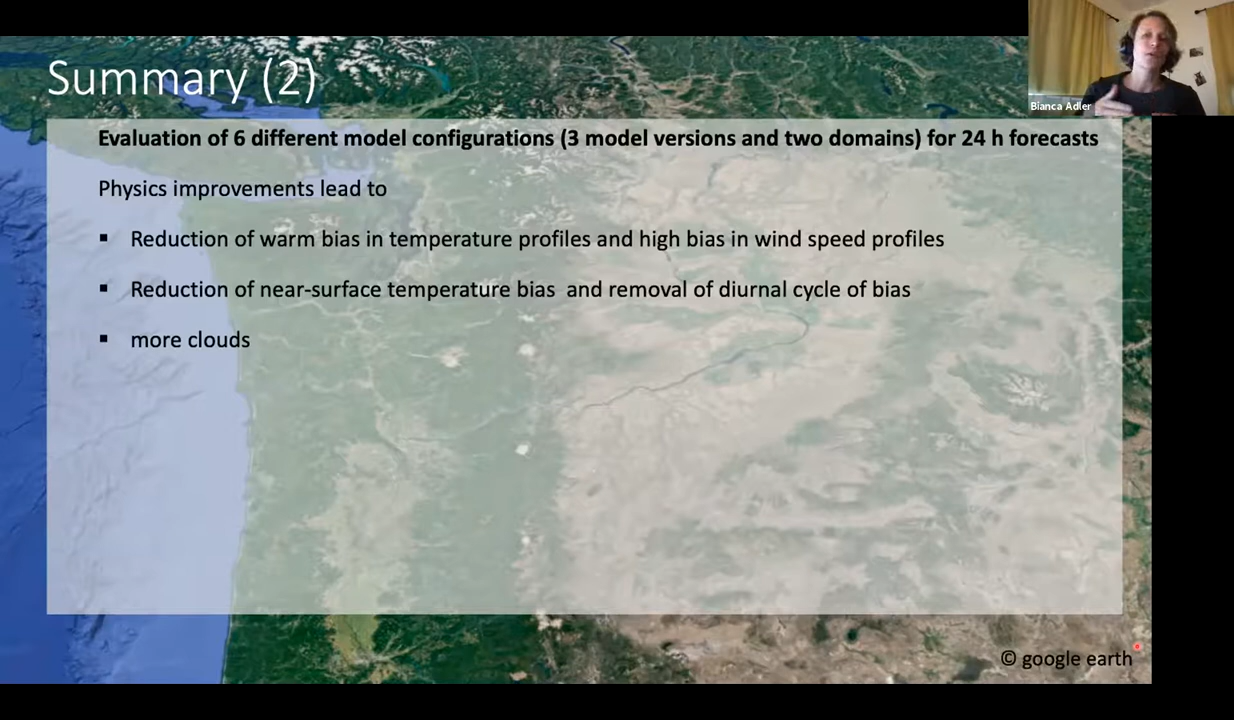 Summary (2)
Bianca Adler
Evaluation of 6 different model configurations (3 model versions and two domains) for 24 h forecasts
Physics improvements lead to
▪ Reduction of warm bias in temperature profiles and high bias in wind speed profiles
▪ Reduction of near-surface temperature bias  and removal of diurnal cycle of bias
▪ more clouds
© google earth